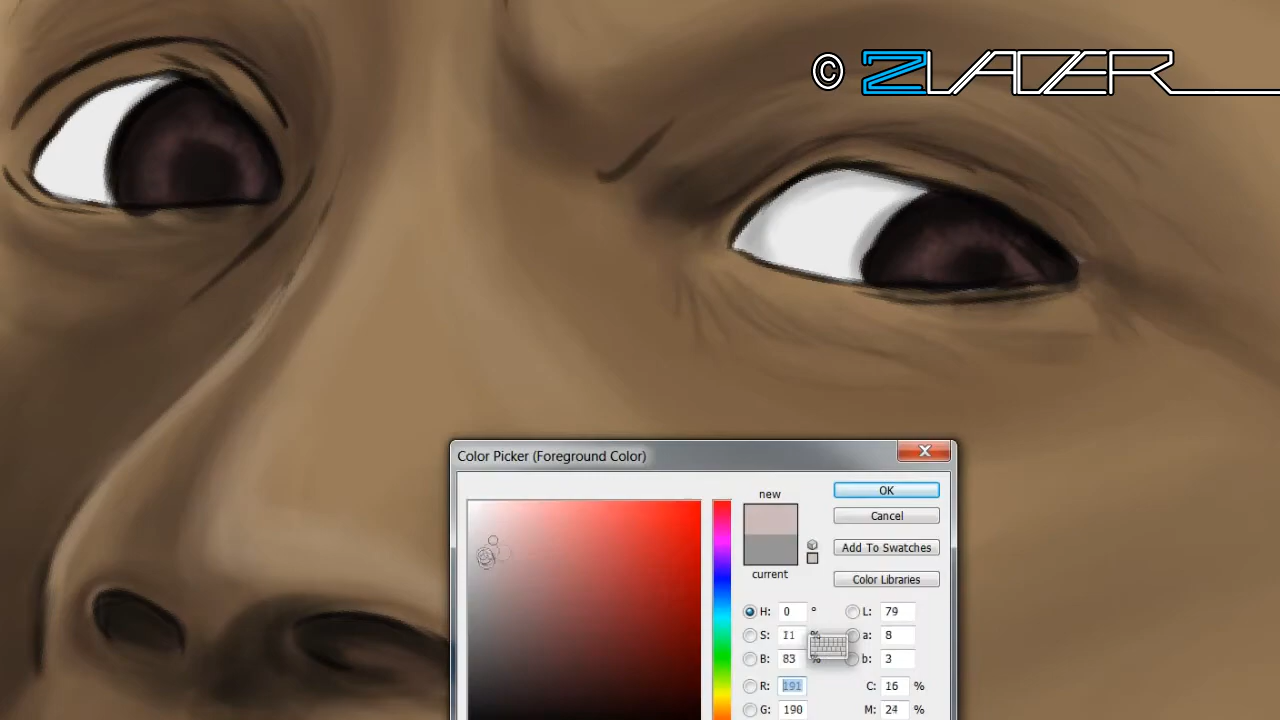 © ZLAZER
Color Picker (Foreground Color)
new
current
OK
Cancel
Add To Swatches
Color Libraries
H: 0 °
L: 79
S: 11 %
a: 8
B: 83 %
b: 3
R: 191
C: 16 %
G: 190
M: 24 %